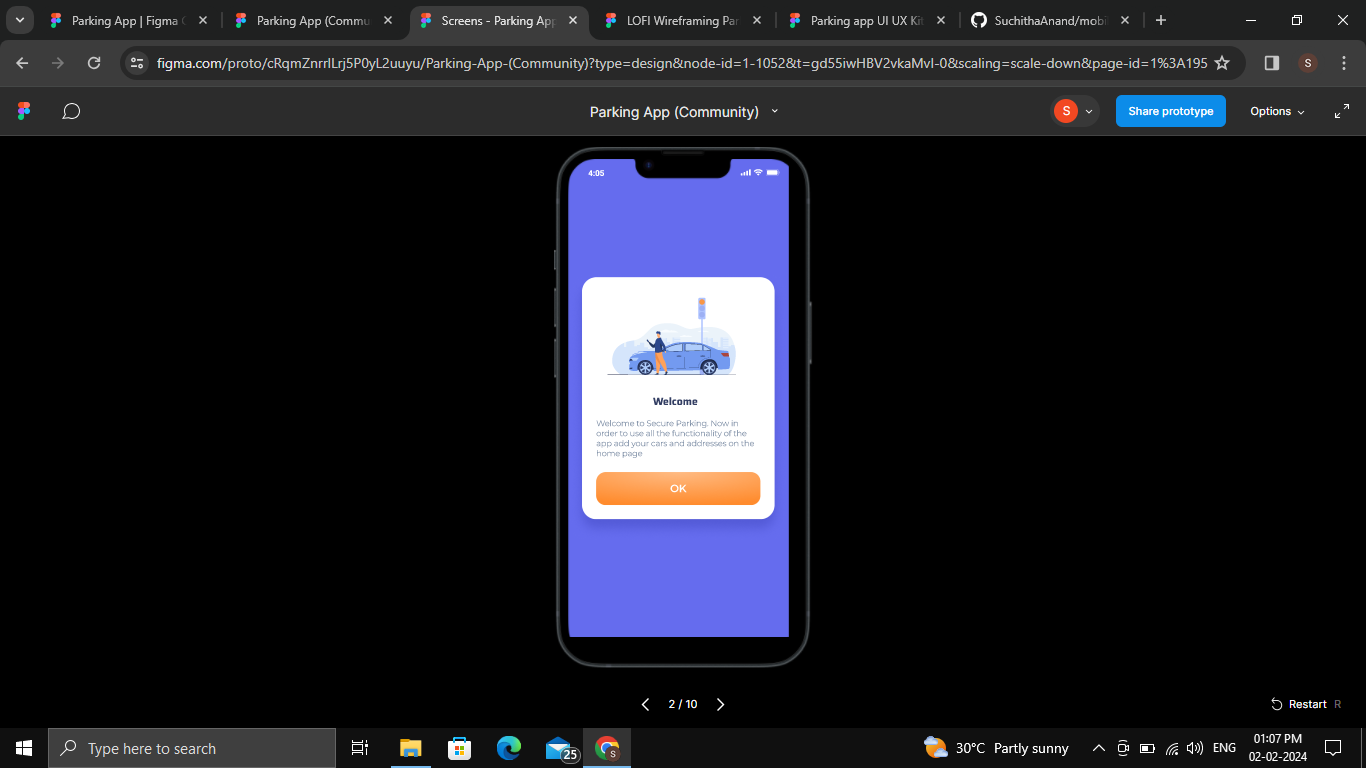 Parking App | Figma
Parking App (Commu
Screens - Parking App
LOFI Wireframing Par
Parking app UI UX Kit
SuchithaAnand/mobil
figma.com/proto/cRqmZnrrlLrj5P0yL2uuyu/Parking-App-(Community)?type=design&node-id=1-1052&t=gd55iwHBV2vkaMvI-0&scaling=scale-down&page-id=1%3A195
S
Parking App (Community)
S
Share prototype
Options
4:05
Welcome
Welcome to Secure Parking. Now in
order to use all the functionality of the
app add your cars and addresses on the
home page
OK
2 / 10
Restart R
Type here to search
25
S
30°C Partly sunny
ENG
01:07 PM
02-02-2024